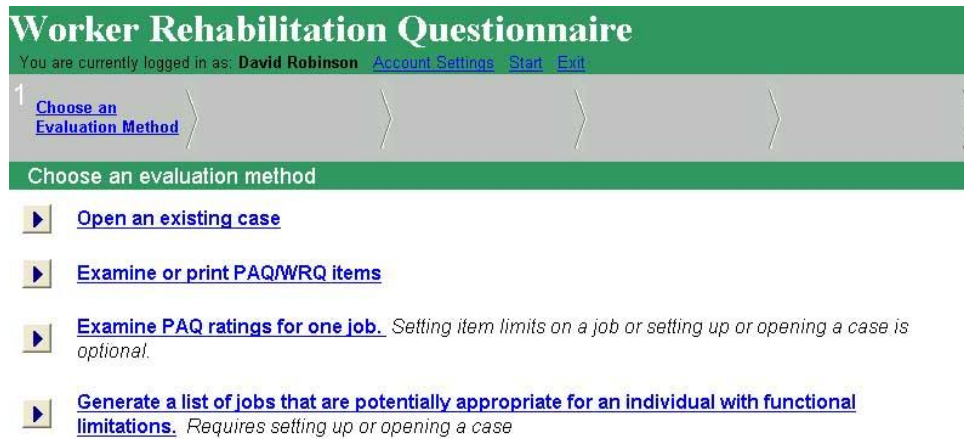 Worker Rehabilitation Questionnaire
You are currently logged in as: David Robinson Account Settings Start Exit
1
Choose an
Evaluation Method
Choose an evaluation method
Open an existing case
Examine or print PAQ/WRQ items
Examine PAQ ratings for one job. Setting item limits on a job or setting up or opening a case is
optional.
Generate a list of jobs that are potentially appropriate for an individual with functional
limitations. Requires setting up or opening a case